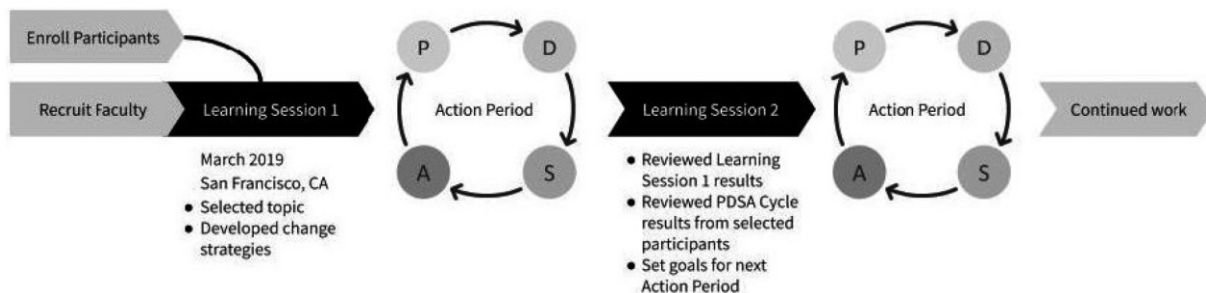 Enroll Participants
Recruit Faculty
Learning Session 1
March 2019
San Francisco, CA
● Selected topic
● Developed change
strategies
P
D
Action Period
A
S
Learning Session 2
● Reviewed Learning
Session 1 results
● Reviewed PDSA Cycle
results from selected
participants
● Set goals for next
Action Period
P
D
Action Period
A
S
Continued work